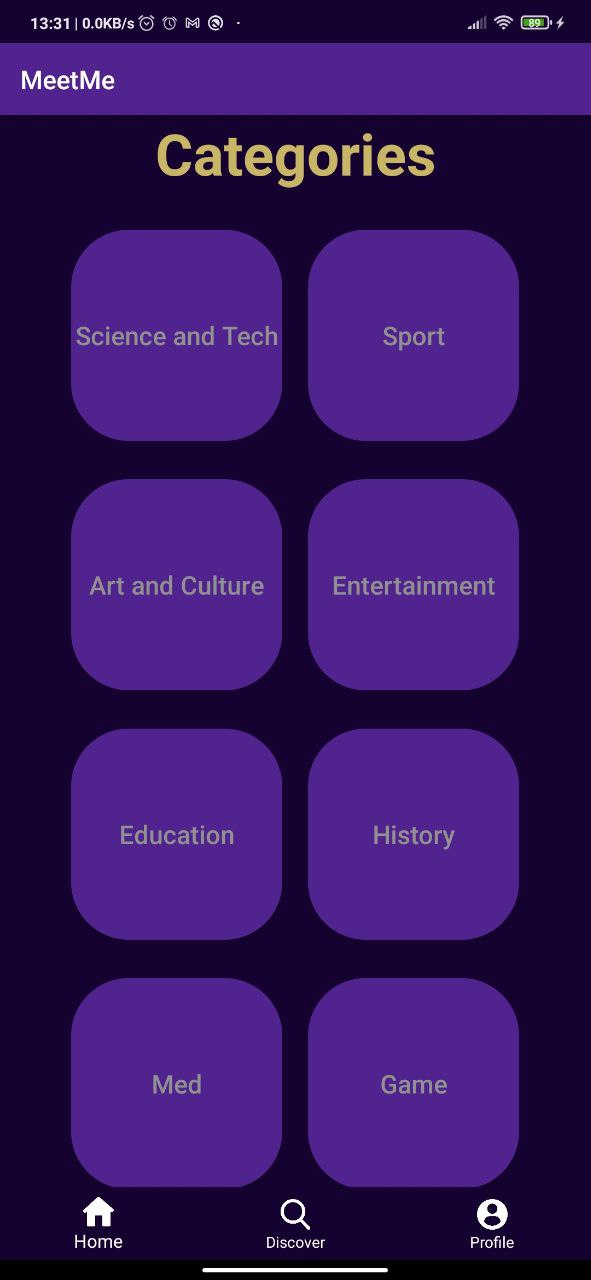 13:31 | 0.0KB/s
89
MeetMe
Categories
Science and Tech
Sport
Art and Culture
Entertainment
Education
History
Med
Game
Home
Discover
Profile